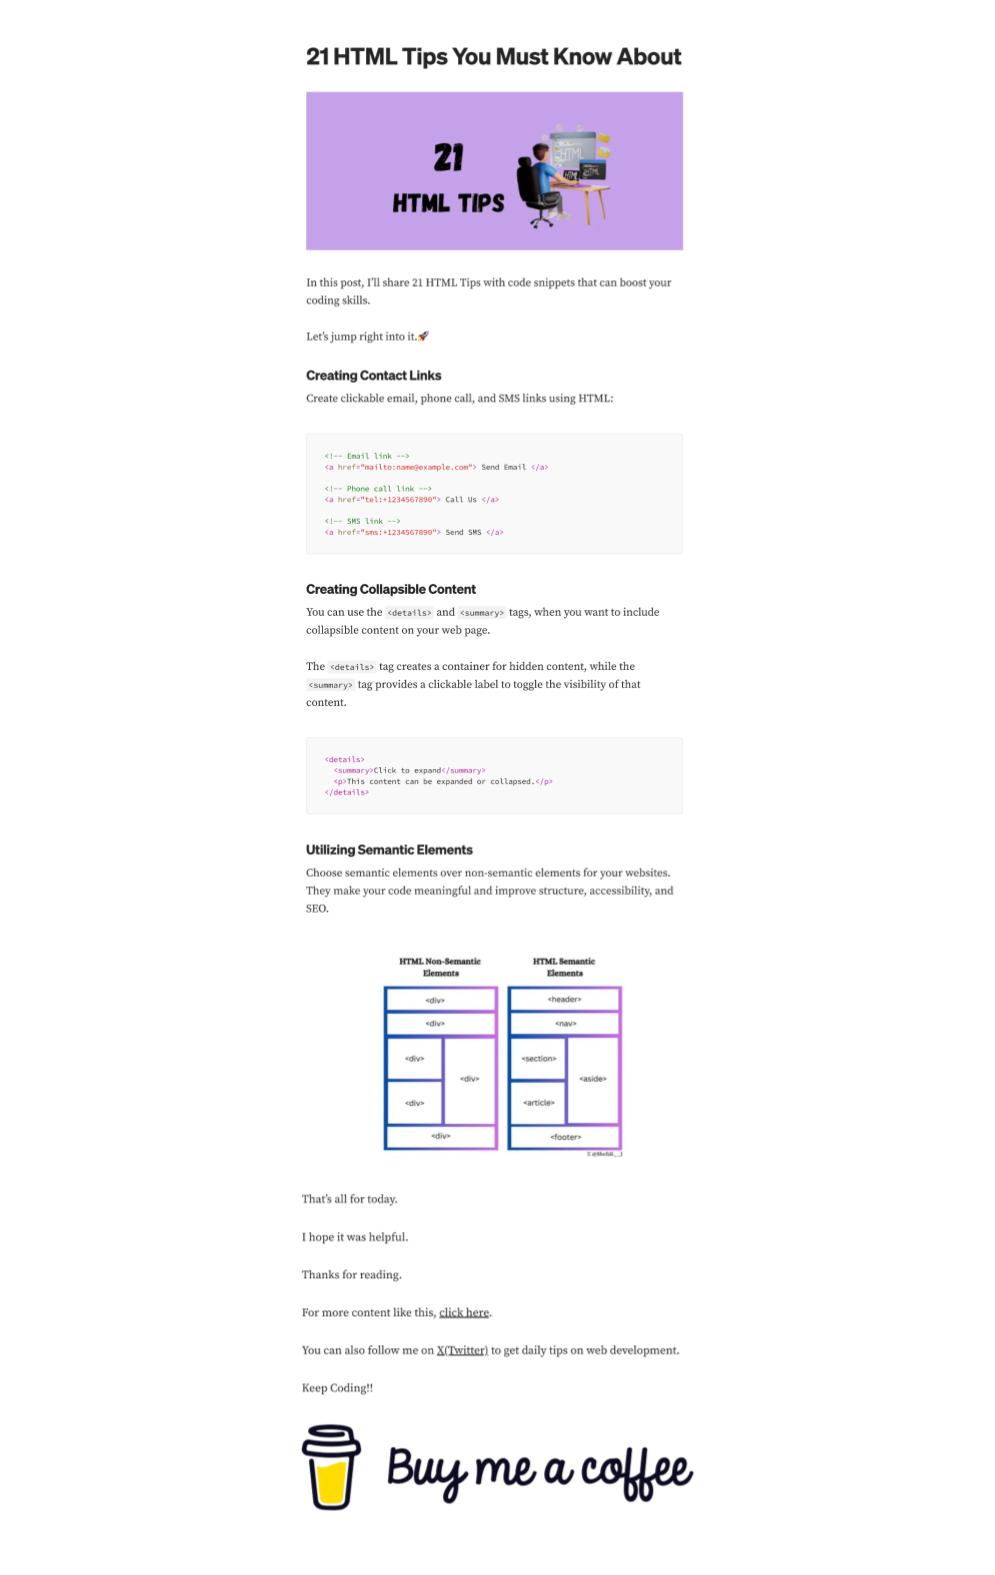 21 HTML Tips You Must Know About
21
HTML TIPS
HTML
HTML
HTML
In this post, I'll share 21 HTML Tips with code snippets that can boost your
coding skills.
Let's jump right into it.🚀
Creating Contact Links
Create clickable email, phone call, and SMS links using HTML:
<!-- Email link -->
<a href="mailto:name@example.com"> Send Email </a>
<!-- Phone call link -->
<a href="tel:+1234567890"> Call Us </a>
<!-- SMS link -->
<a href="sms:+1234567890"> Send SMS </a>
Creating Collapsible Content
You can use the <details> and <summary> tags, when you want to include
collapsible content on your web page.
The <details> tag creates a container for hidden content, while the
<summary> tag provides a clickable label to toggle the visibility of that
content.
<details>
<summary>Click to expand</summary>
<p>This content can be expanded or collapsed.</p>
</details>
Utilizing Semantic Elements
Choose semantic elements over non-semantic elements for your websites.
They make your code meaningful and improve structure, accessibility, and
SEO.
HTML Non-Semantic
Elements
<div>
<div>
<div>
<div>
<div>
<div>
HTML Semantic
Elements
<header>
<nav>
<section>
<aside>
<article>
<footer>
That's all for today.
I hope it was helpful.
Thanks for reading.
For more content like this, click here.
You can also follow me on X(Twitter) to get daily tips on web development.
Keep Coding!!
Buy me a coffee